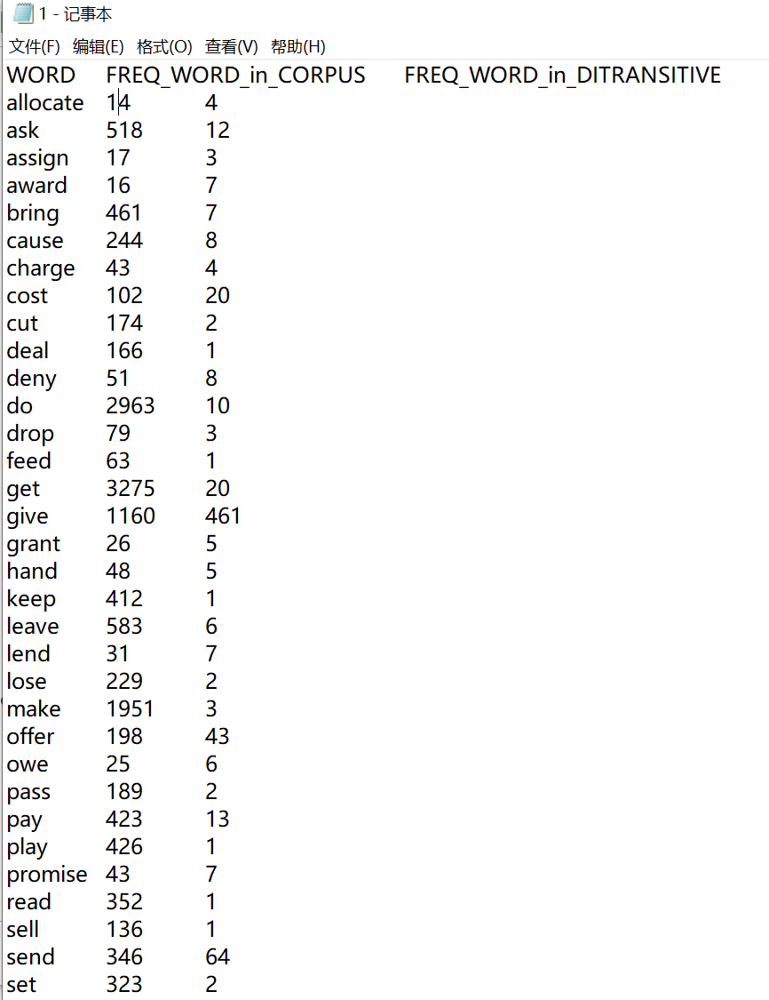 1 - 记事本
文件(F) 编辑(E) 格式(O) 查看(V) 帮助(H)
WORD FREQ_WORD_in_CORPUS FREQ_WORD_in_DITRANSITIVE
allocate 14 4
ask 518 12
assign 17 3
award 16 7
bring 461 7
cause 244 8
charge 43 4
cost 102 20
cut 174 2
deal 166 1
deny 51 8
do 2963 10
drop 79 3
feed 63 1
get 3275 20
give 1160 461
grant 26 5
hand 48 5
keep 412 1
leave 583 6
lend 31 7
lose 229 2
make 1951 3
offer 198 43
owe 25 6
pass 189 2
pay 423 13
play 426 1
promise 43 7
read 352 1
sell 136 1
send 346 64
set 323 2